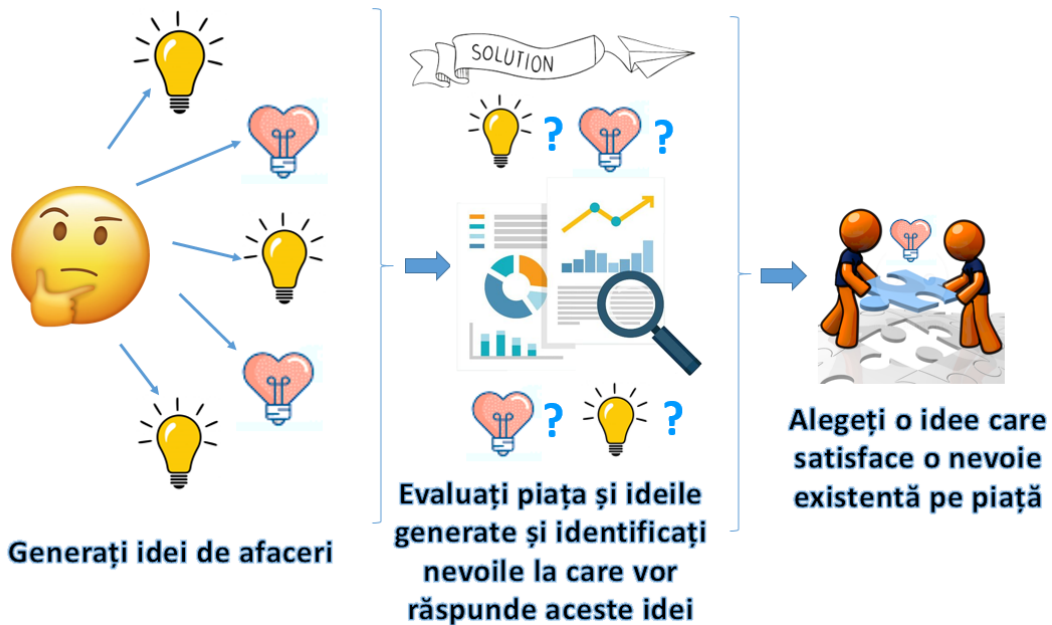 SOLUTION
? ?
? ?
Generați idei de afaceri
Evaluați piața și ideile
generate și identificați
nevoile la care vor
răspunde aceste idei
Alegeți o idee care
satisface o nevoie
existentă pe piață